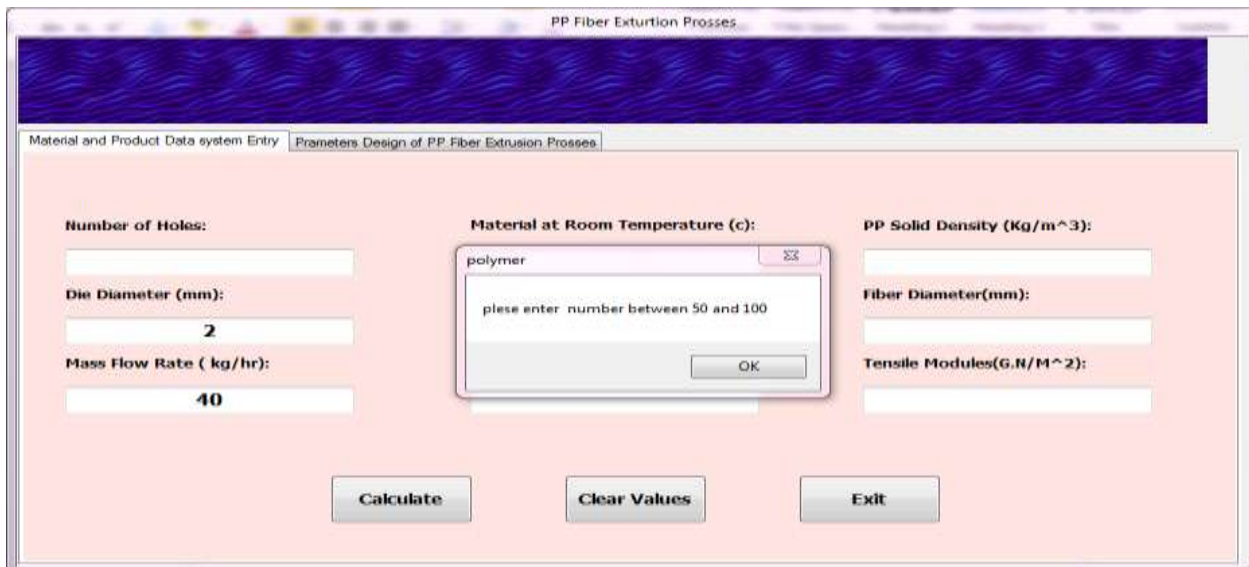 PP Fiber Exturtion Prosses
Material and Product Data system Entry
Prameters Design of PP Fiber Extrusion Prosses
Number of Holes:
Material at Room Temperature (c):
PP Solid Density (Kg/m^3):
polymer
plese enter number between 50 and 100
OK
Die Diameter (mm):
2
Fiber Diameter(mm):
Mass Flow Rate ( kg/hr):
40
Tensile Modules(G.N/M^2):
Calculate
Clear Values
Exit